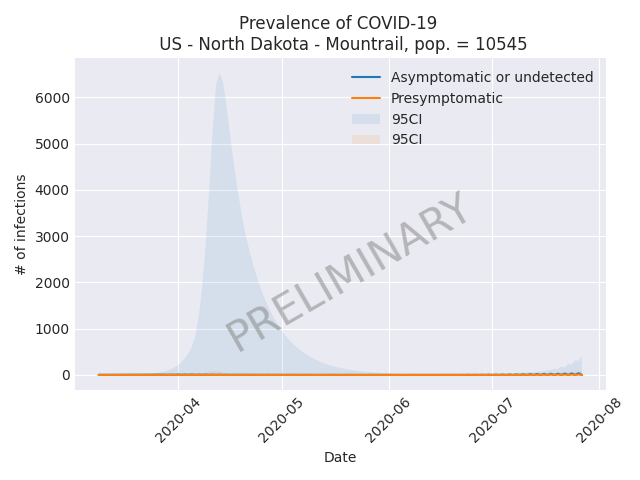 Prevalence of COVID-19
US - North Dakota - Mountrail, pop. = 10545
Asymptomatic or undetected
Presymptomatic
95CI
95CI
# of infections
6000
5000
4000
3000
2000
1000
0
PRELIMINARY
2020-04
2020-05
2020-06
2020-07
2020-08
Date